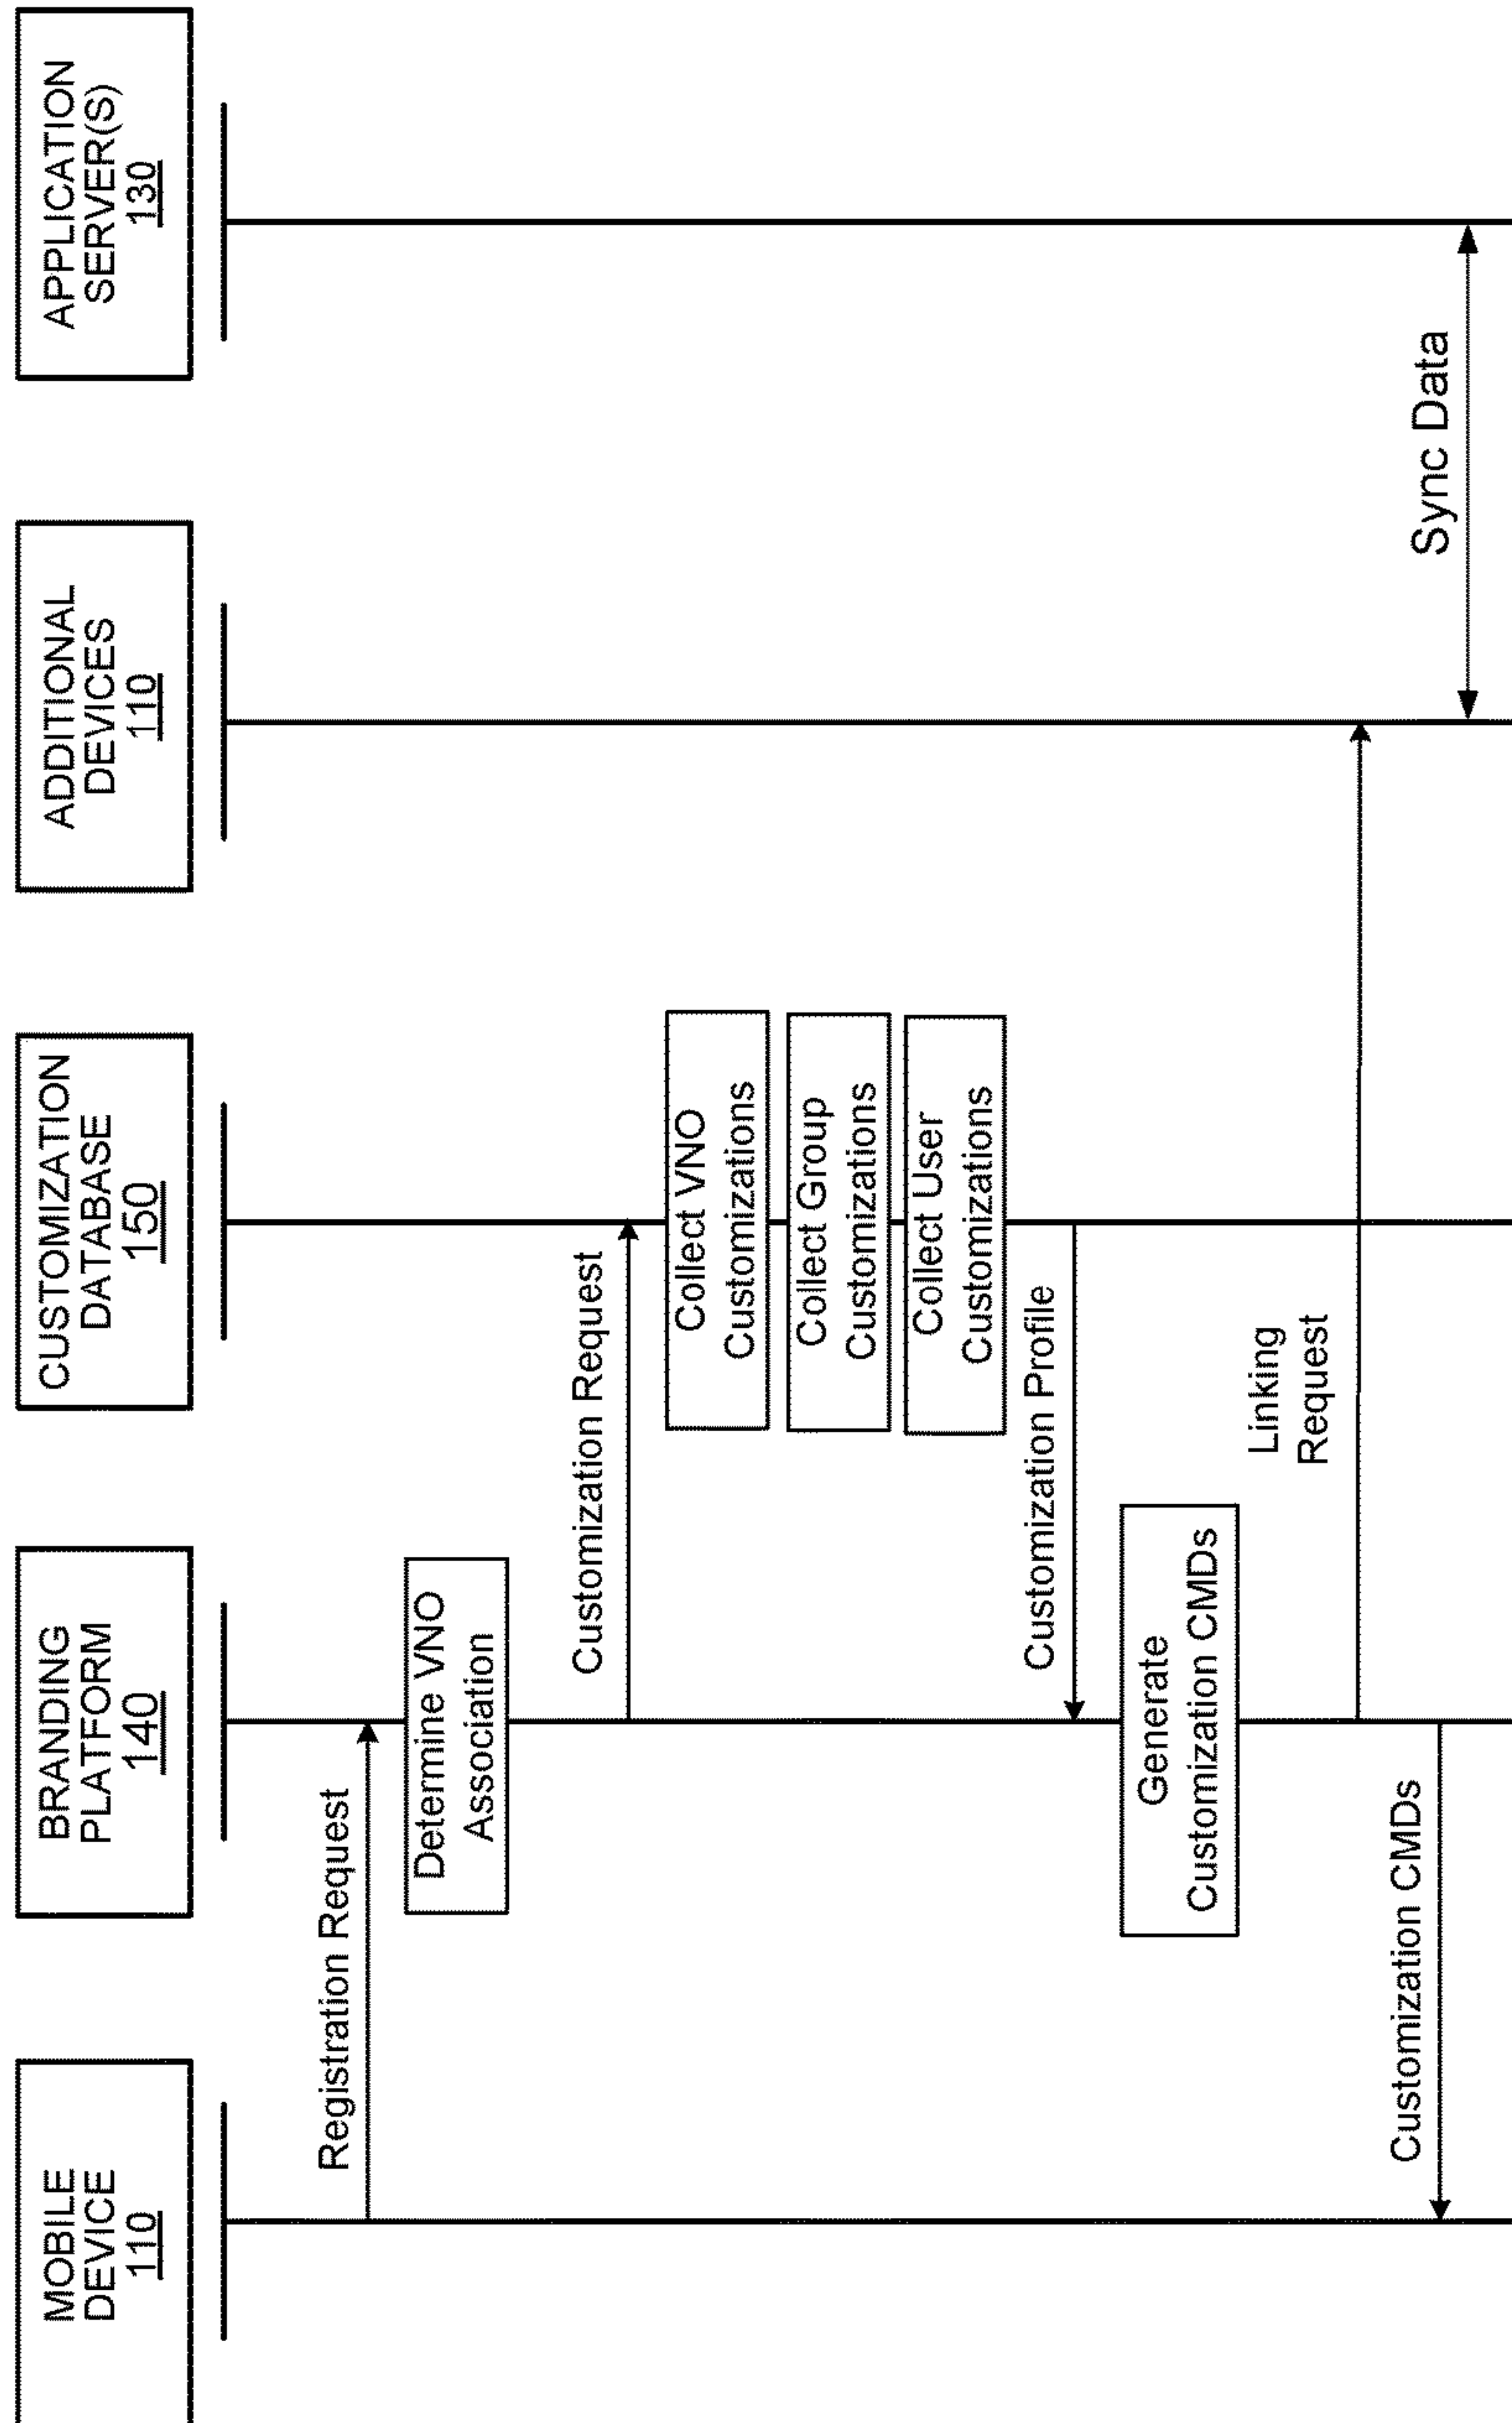 MOBILE
DEVICE
110
BRANDING
PLATFORM
140
CUSTOMIZATION
DATABASE
150
ADDITIONAL
DEVICES
110
APPLICATION
SERVER(S)
130
Registration Request
Determine VNO
Association
Customization Request
Collect VNO
Customizations
Collect Group
Customizations
Collect User
Customizations
Customization Profile
Generate
Customization CMDs
Linking
Request
Customization CMDs
Sync Data